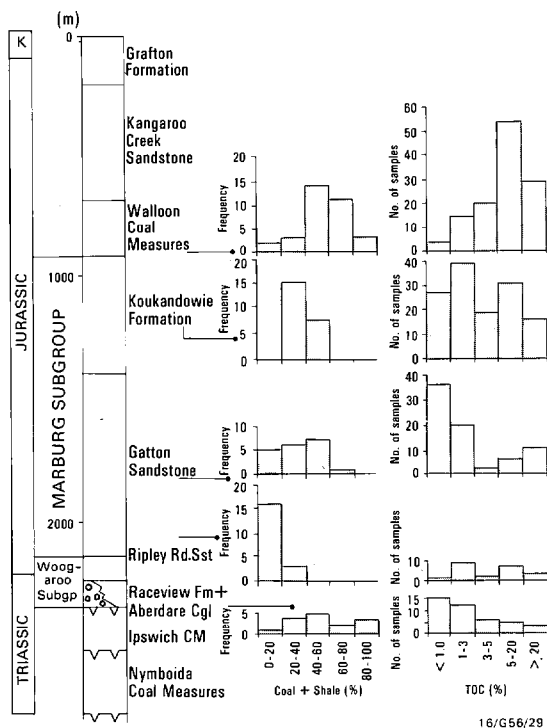 (m)
K
0
Grafton
Formation
Kangaroo
Creek
Sandstone
Walloon
Coal
Measures
1000
Koukandowie
Formation
JURASSIC
MARBURG SUBGROUP
Gatton
Sandstone
2000
Ripley Rd.Sst
Woog-
aroo
Subgp
Raceview Fm+
Aberdare Cgl
Ipswich CM
TRIASSIC
Nymboida
Coal Measures
20
15
10
5
0
Frequency
20
15
10
5
0
Frequency
10
5
0
Frequency
20
15
10
5
0
Frequency
5
0
Frequency
0-20
20-40
40-60
60-80
80-100
Coal + Shale (%)
60
50
40
30
20
10
0
No. of samples
40
30
20
10
0
No. of samples
40
30
20
10
0
No. of samples
10
0
No. of samples
15
10
5
0
No. of samples
< 1.0
1-3
3-5
5-20
>.20
TOC (%)
16/G56/29